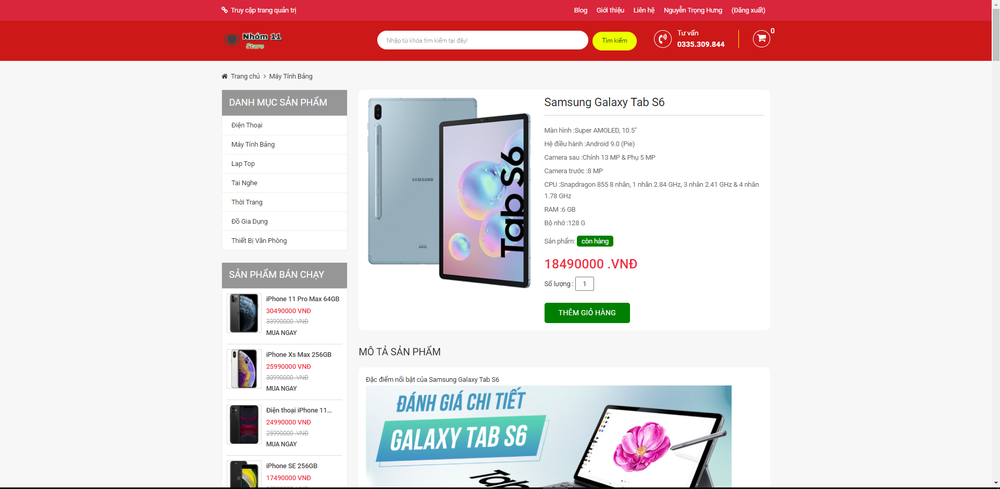 Truy cập trang quản trị
Blog Giới thiệu Liên hệ Nguyễn Trọng Hưng (Đăng xuất)
Nhóm 11
Store
Nhập từ khóa tìm kiếm tại đây!
Tìm kiếm
Tư vấn
0335.309.844
0
Trang chủ > Máy Tính Bảng
DANH MỤC SẢN PHẨM
Điện Thoại
Máy Tính Bảng
Lap Top
Tai Nghe
Thời Trang
Đồ Gia Dụng
Thiết Bị Văn Phòng
SẢN PHẨM BÁN CHẠY
iPhone 11 Pro Max 64GB
30490000 VNĐ
33990000 .VNĐ
MUA NGAY
iPhone Xs Max 256GB
25990000 VNĐ
30990000 .VNĐ
MUA NGAY
Điện thoại iPhone 11...
24990000 VNĐ
25990000 .VNĐ
MUA NGAY
iPhone SE 256GB
17490000 VNĐ
SAMSUNG
AKG
Tab S6
Samsung Galaxy Tab S6
Màn hình :Super AMOLED, 10.5"
Hệ điều hành :Android 9.0 (Pie)
Camera sau :Chính 13 MP & Phụ 5 MP
Camera trước :8 MP
CPU :Snapdragon 855 8 nhân, 1 nhân 2.84 GHz, 3 nhân 2.41 GHz & 4 nhân
1.78 GHz
RAM :6 GB
Bộ nhớ :128 G
Sản phẩm: còn hàng
18490000 .VNĐ
Số lượng : 1
THÊM GIỎ HÀNG
MÔ TẢ SẢN PHẨM
Đặc điểm nổi bật của Samsung Galaxy Tab S6
ĐÁNH GIÁ CHI TIẾT
GALAXY TAB S6
Tab